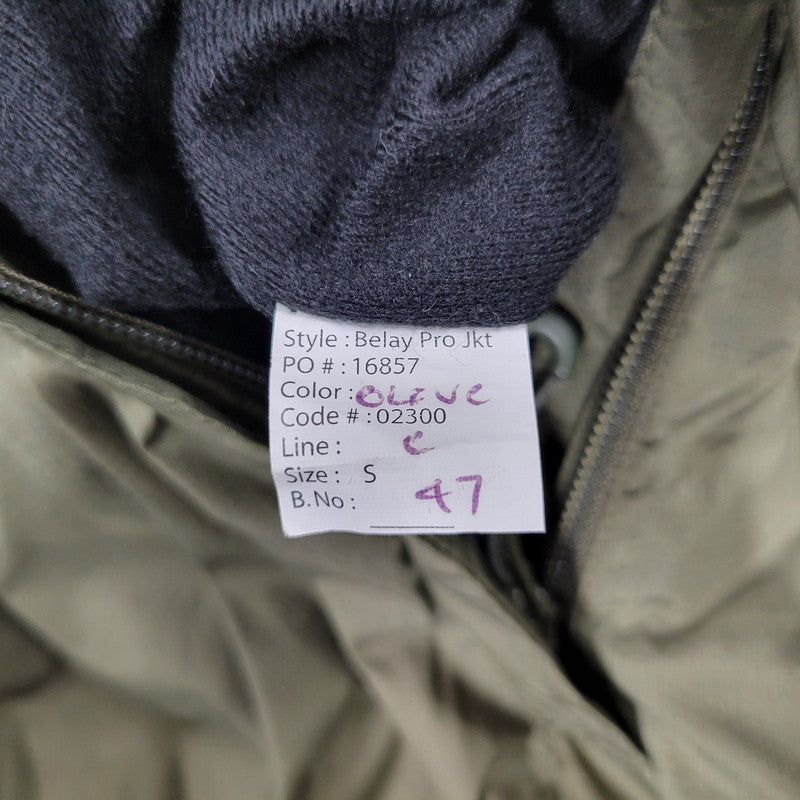 Style : Belay Pro Jkt
PO # : 16857
Color : OLIVE
Code # : 02300
Line : C
Size : S
B.No : 47